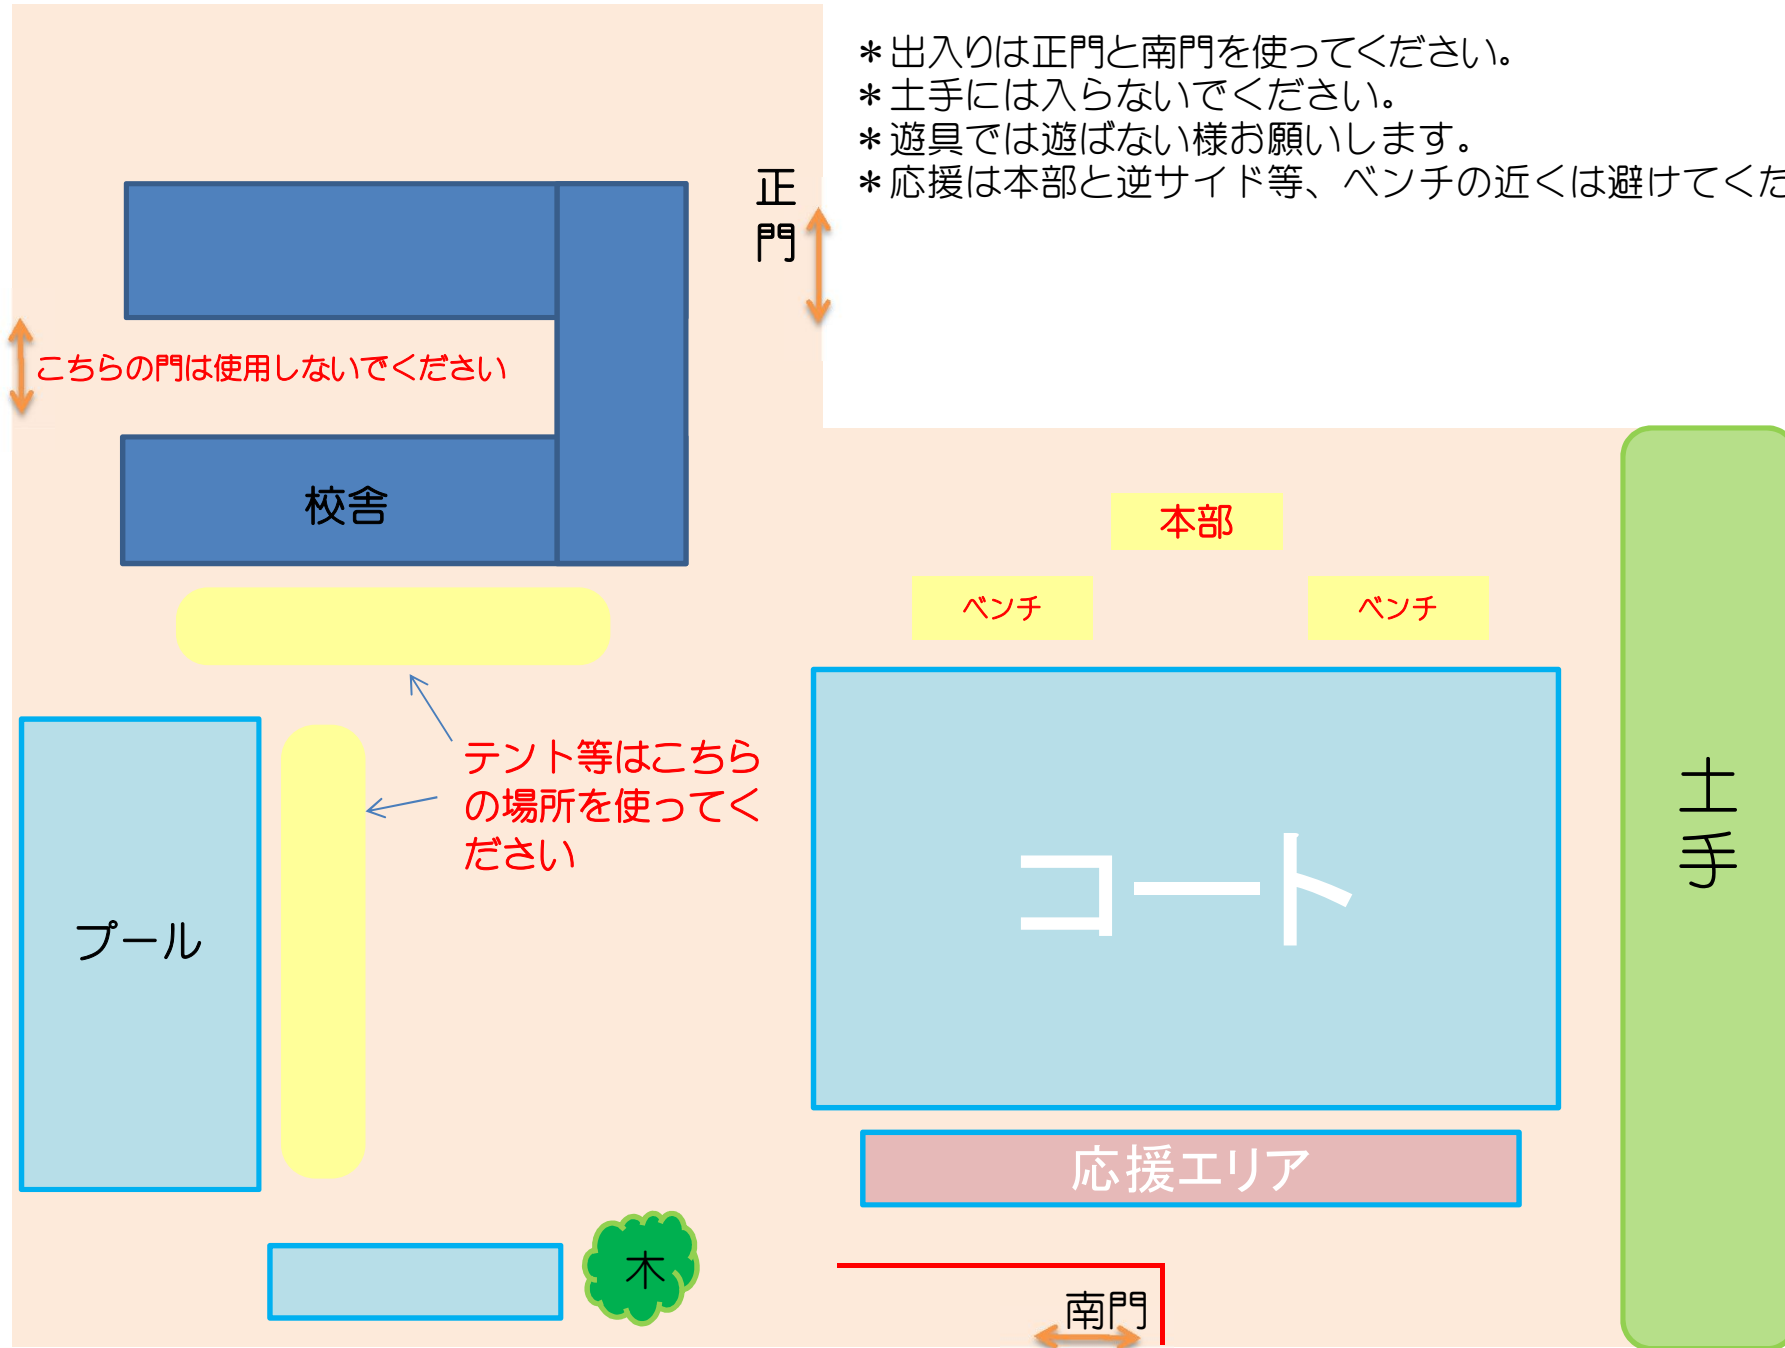 ＊出入りは正門と南門を使ってください。
＊土手には入らないでください。
＊遊具では遊ばない様お願いします。
＊応援は本部と逆サイド等、ベンチの近くは避けてくだ
正門
こちらの門は使用しないでください
校舎
本部
ベンチ
ベンチ
テント等はこちら
の場所を使ってく
ださい
プール
コート
土手
応援エリア
木
南門